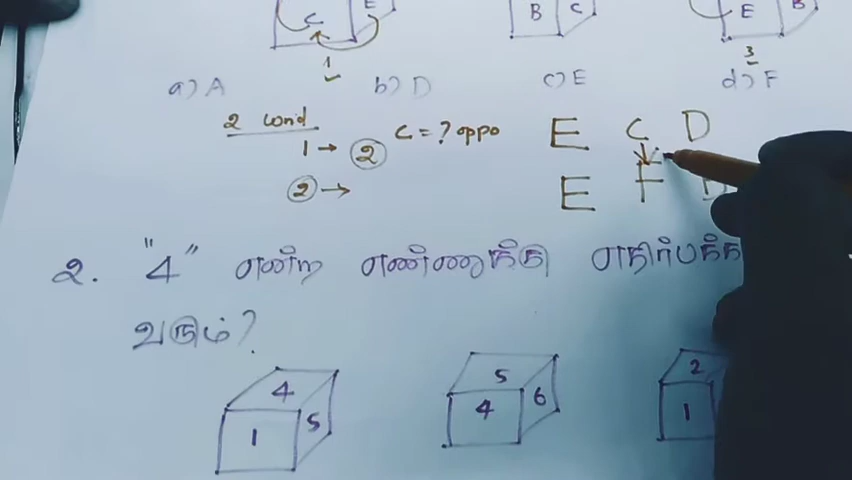 C E B C E B
1 3
a) A b) D c) E d) F
2 cond C = ? oppo E C D
1 → 2
2 → E F D
2. "4" என்ற எண்ணுக்கு எதிர்பக்க
வரும்?
4 5 2
1 5 4 6 1